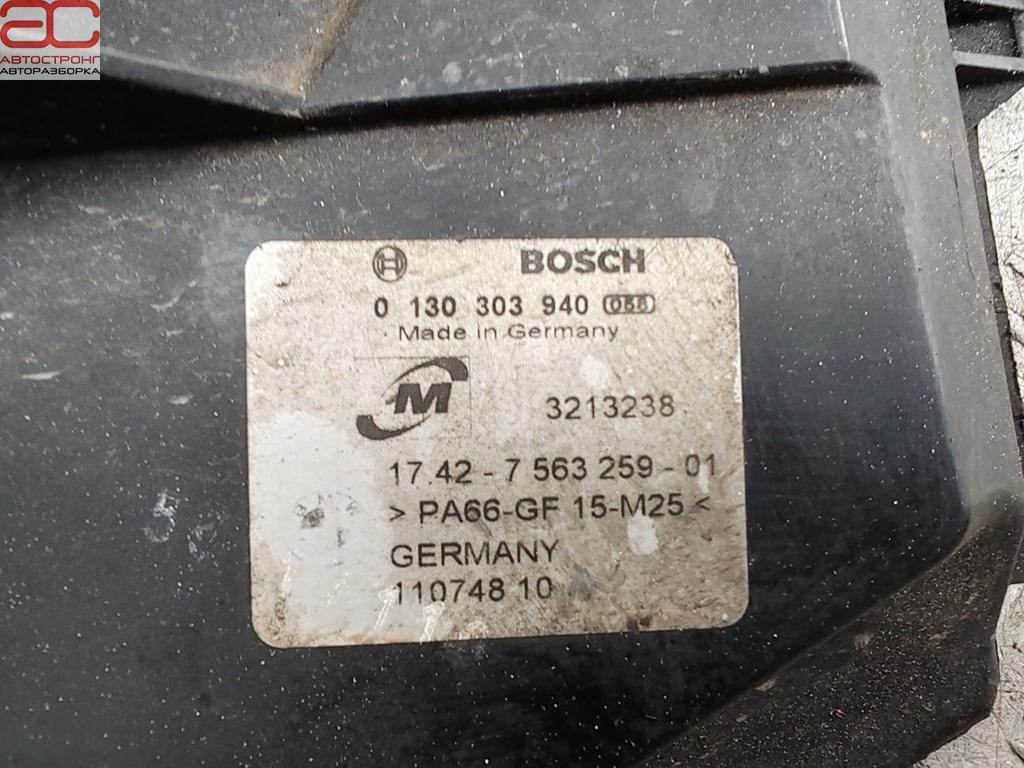 АВТОСТРОНГ
АВТОРАЗБОРКА
BOSCH
0 130 303 940 088
Made in Germany
M
3213238
17.42 - 7 563 259 - 01
> PA66-GF 15-M25 <
GERMANY
110748 10